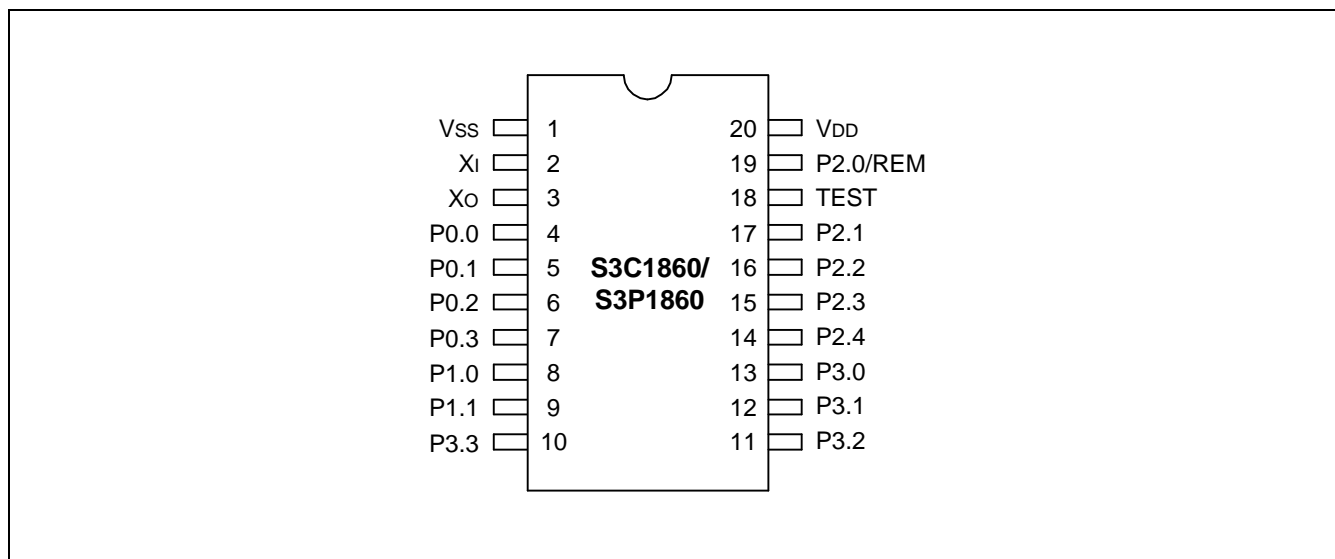 VSS 1 20 VDD
XI 2 19 P2.0/REM
XO 3 18 TEST
P0.0 4 17 P2.1
P0.1 5 S3C1860/ 16 P2.2
P0.2 6 S3P1860 15 P2.3
P0.3 7 14 P2.4
P1.0 8 13 P3.0
P1.1 9 12 P3.1
P3.3 10 11 P3.2